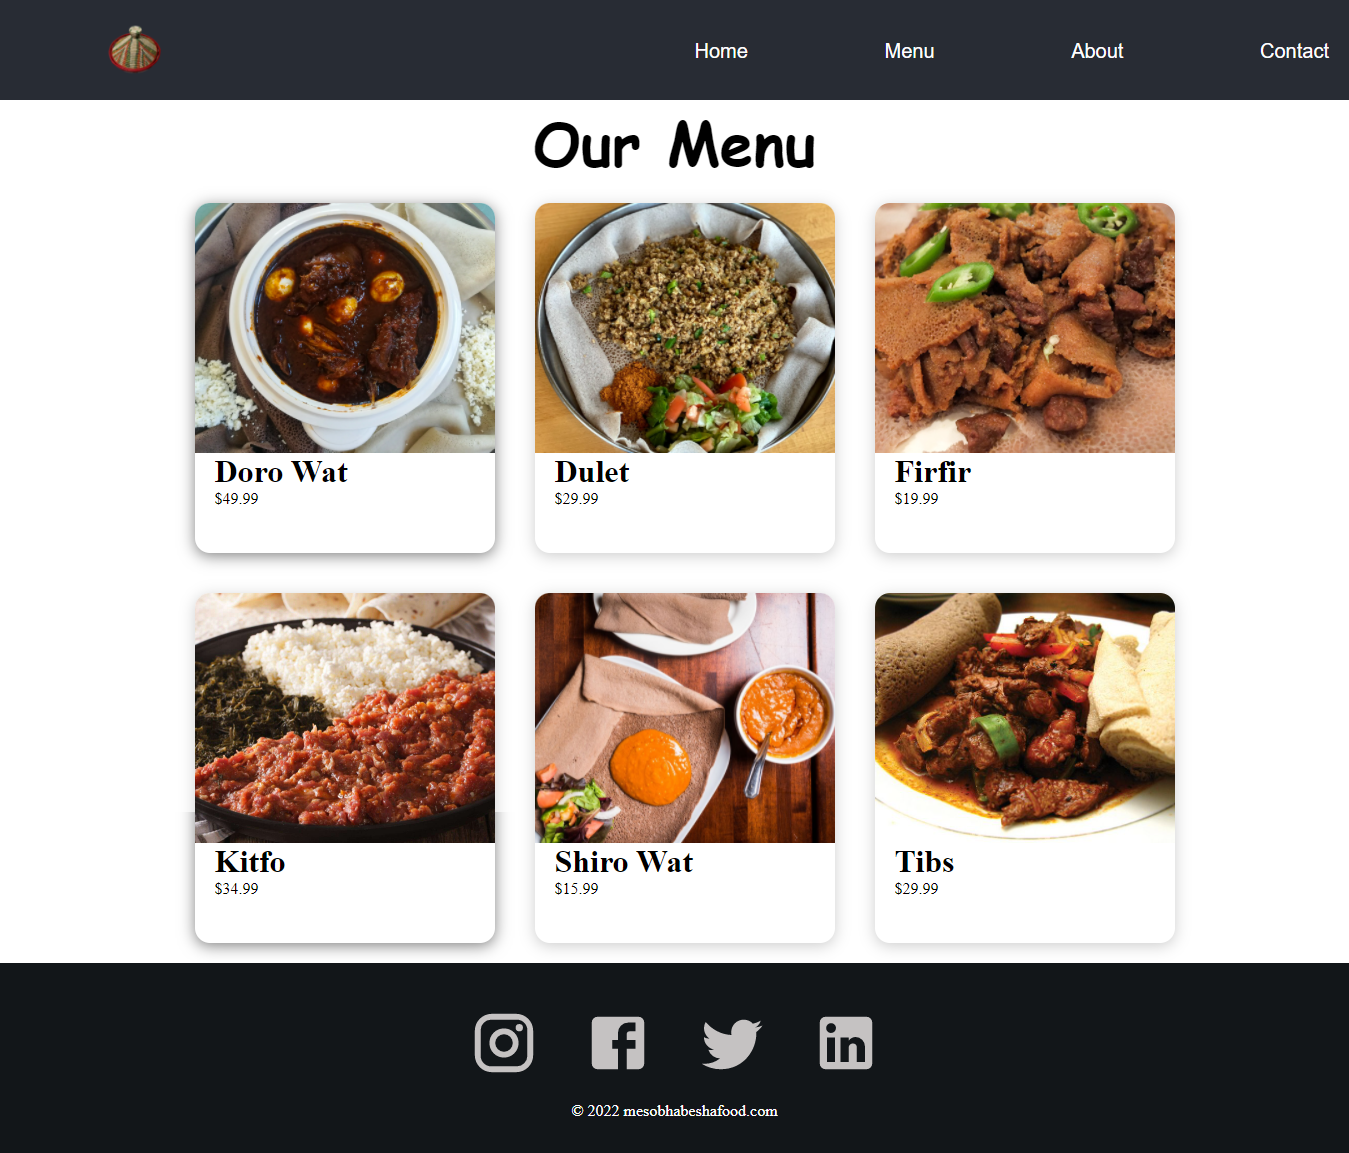 Home Menu About Contact
Our Menu
Doro Wat
$49.99
Dulet
$29.99
Firfir
$19.99
Kitfo
$34.99
Shiro Wat
$15.99
Tibs
$29.99
© 2022 mesobhabeshafood.com